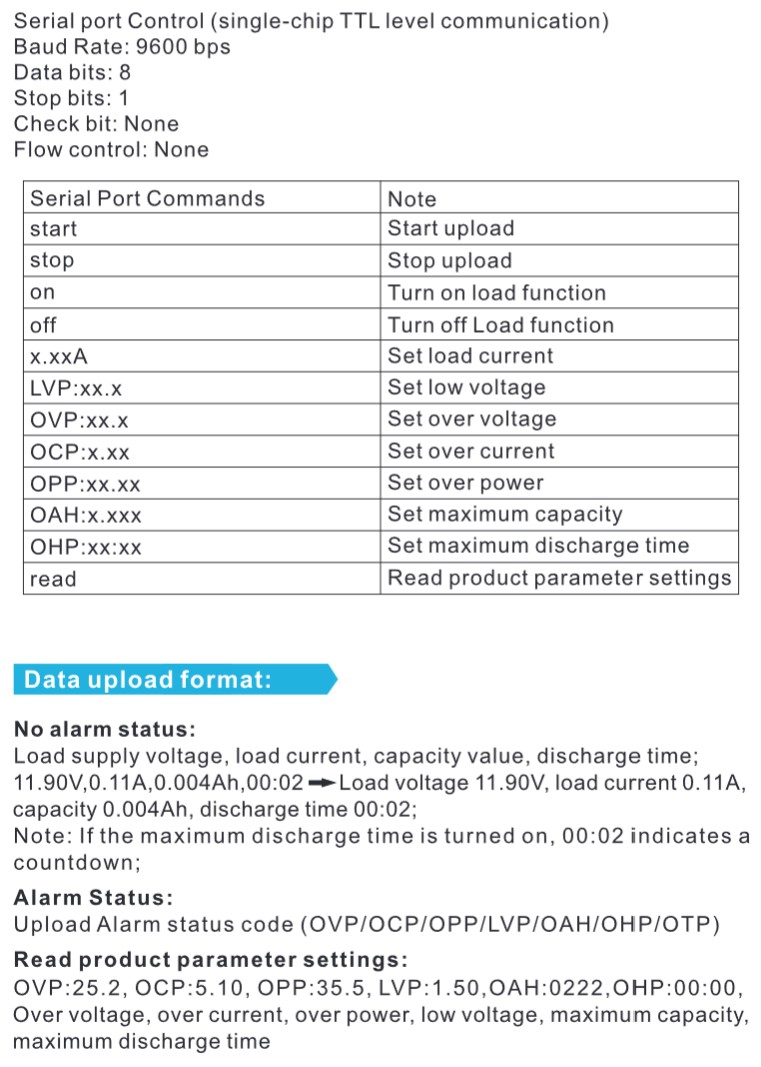 Serial port Control (single-chip TTL level communication)
Baud Rate: 9600 bps
Data bits: 8
Stop bits: 1
Check bit: None
Flow control: None
Serial Port Commands Note
start Start upload
stop Stop upload
on Turn on load function
off Turn off Load function
x.xxA Set load current
LVP:xx.x Set low voltage
OVP:xx.x Set over voltage
OCP:x.xx Set over current
OPP:xx.xx Set over power
OAH:x.xxx Set maximum capacity
OHP:xx:xx Set maximum discharge time
read Read product parameter settings
Data upload format:
No alarm status:
Load supply voltage, load current, capacity value, discharge time;
11.90V,0.11A,0.004Ah,00:02 ➡ Load voltage 11.90V, load current 0.11A,
capacity 0.004Ah, discharge time 00:02;
Note: If the maximum discharge time is turned on, 00:02 indicates a
countdown;
Alarm Status:
Upload Alarm status code (OVP/OCP/OPP/LVP/OAH/OHP/OTP)
Read product parameter settings:
OVP:25.2, OCP:5.10, OPP:35.5, LVP:1.50,OAH:0222,OHP:00:00,
Over voltage, over current, over power, low voltage, maximum capacity,
maximum discharge time